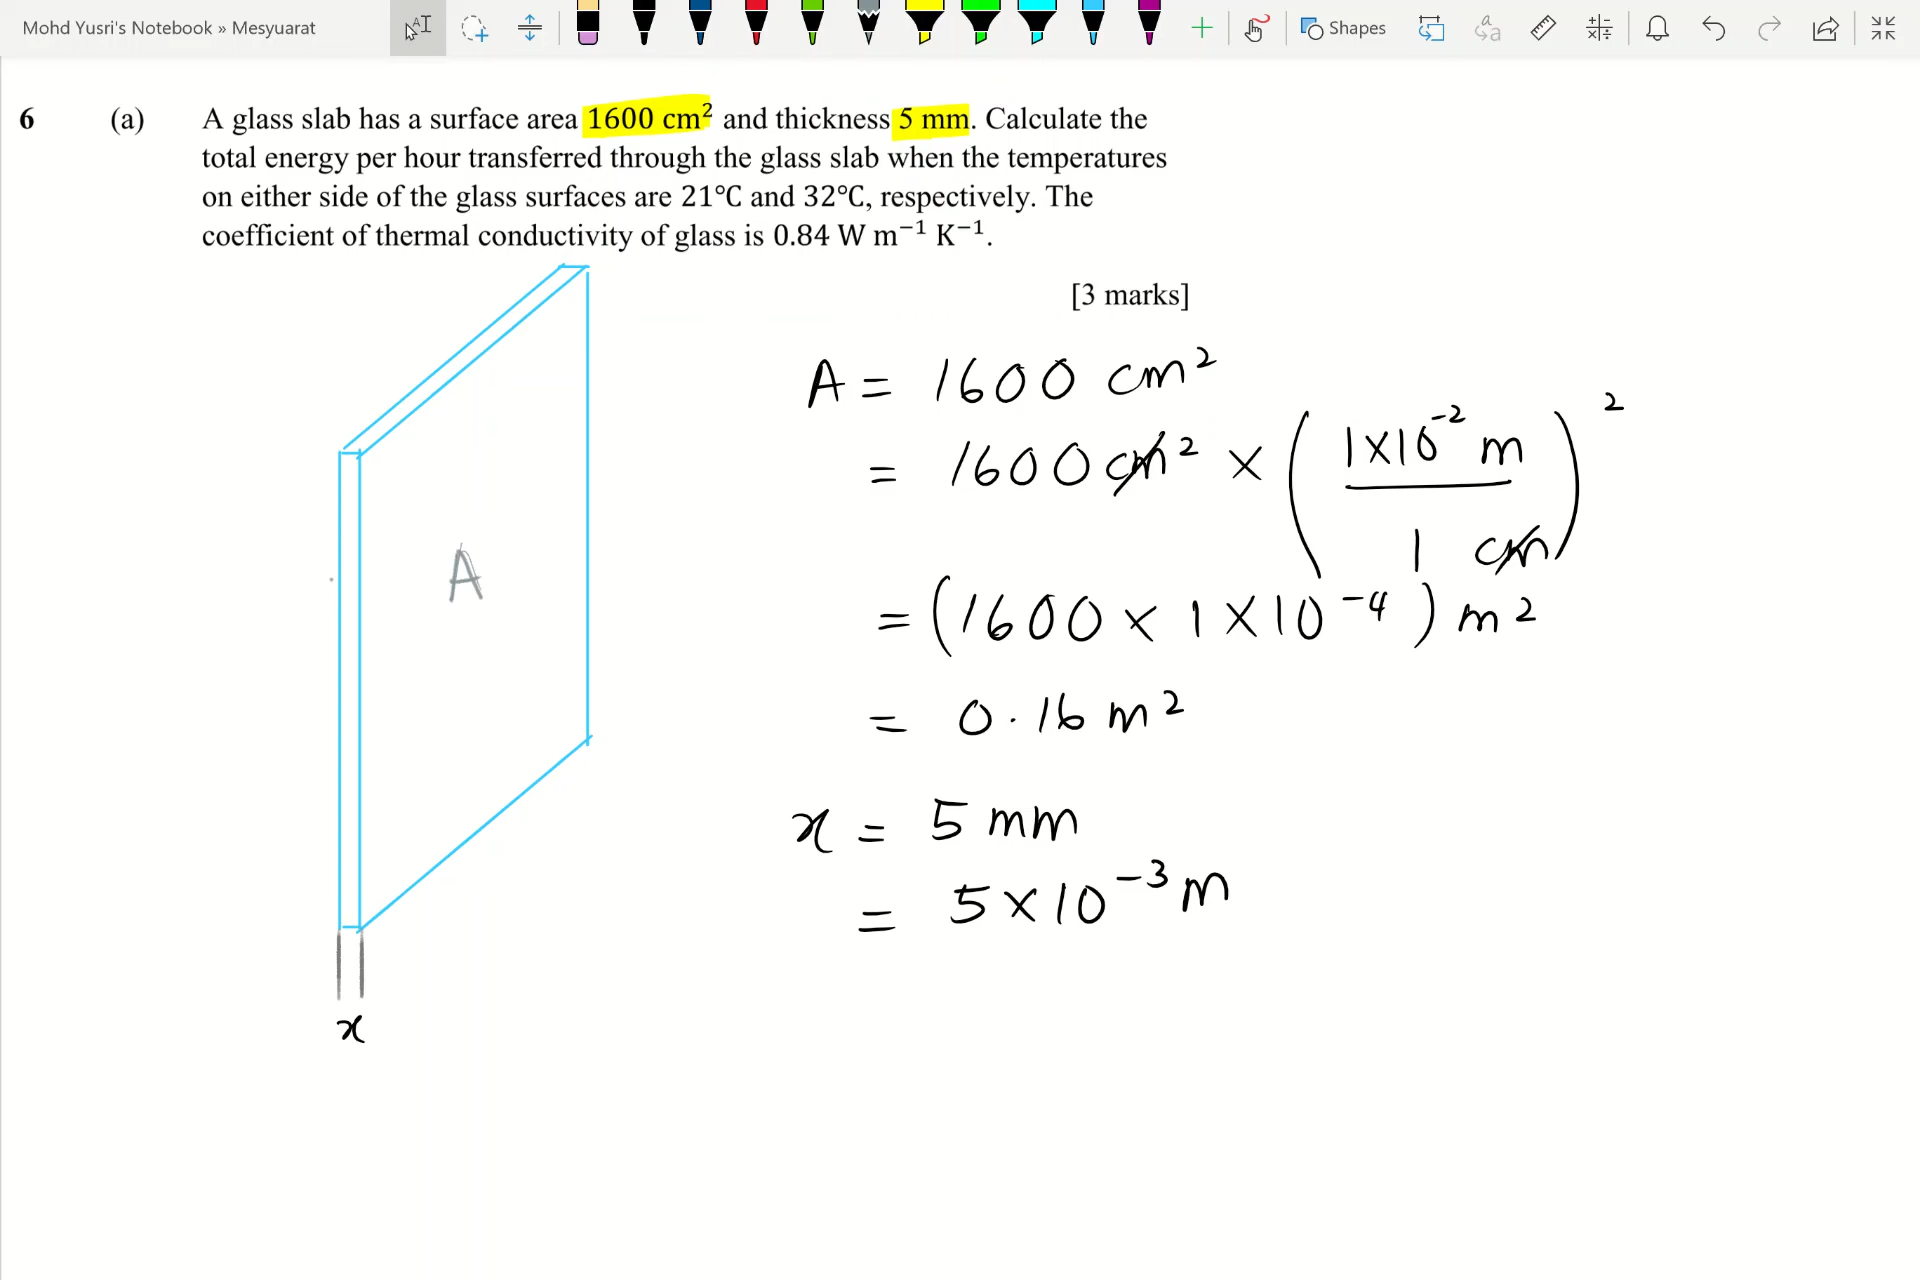 Mohd Yusri's Notebook » Mesyuarat
Shapes
6 (a) A glass slab has a surface area 1600 cm² and thickness 5 mm. Calculate the
total energy per hour transferred through the glass slab when the temperatures
on either side of the glass surfaces are 21°C and 32°C, respectively. The
coefficient of thermal conductivity of glass is 0.84 W m⁻¹ K⁻¹.
[3 marks]
A = 1600 cm²
= 1600 cm² × (1×10⁻² m / 1 cm)²
= (1600 × 1 × 10⁻⁴) m²
= 0.16 m²
x = 5 mm
= 5 × 10⁻³ m
A
x